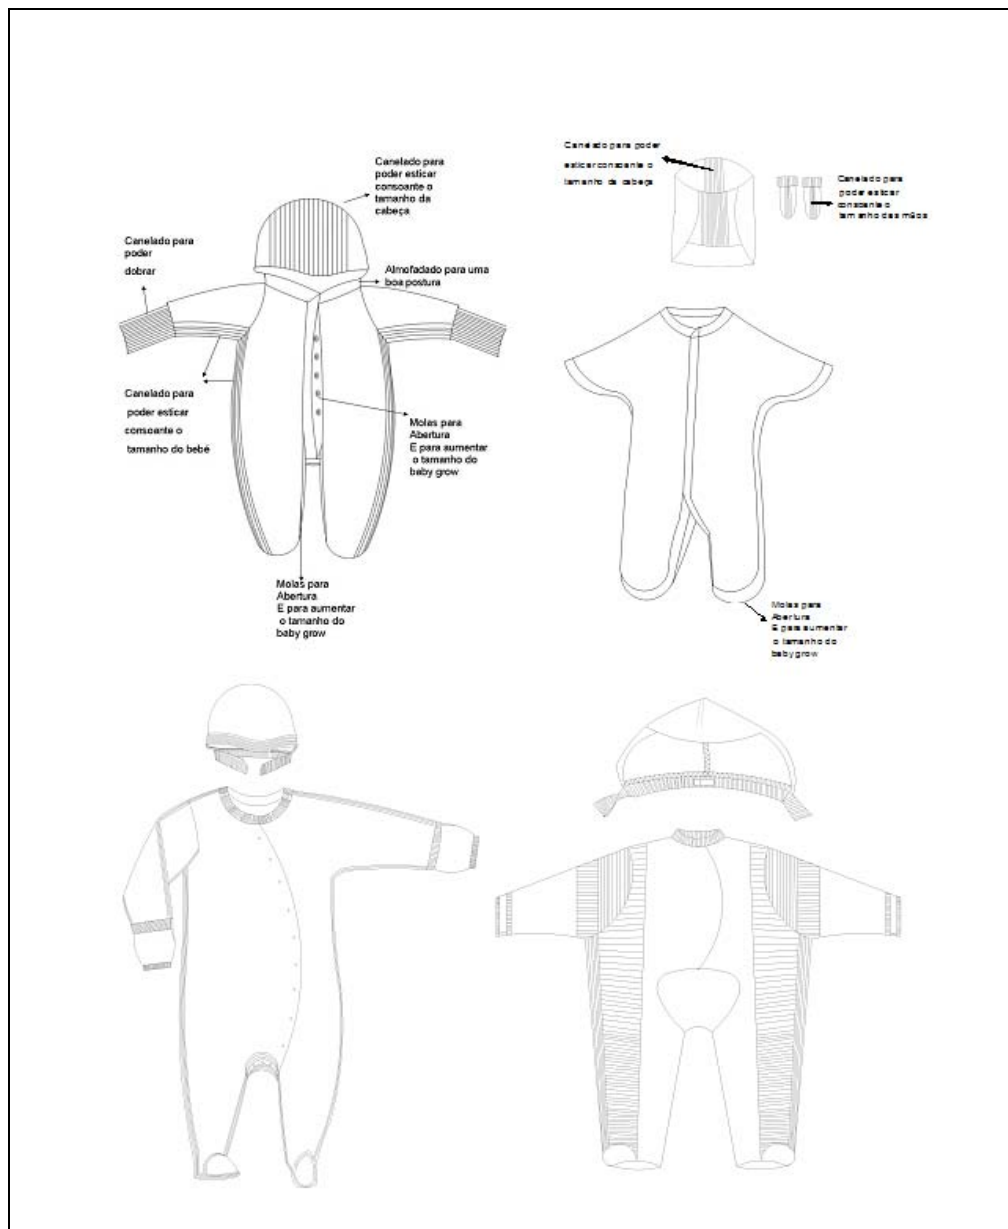 Canelado para
poder esticar
consoante o
tamanho da
cabeça
Canelado para
poder
dobrar
Almofadado para uma
boa postura
Canelado para
poder esticar
consoante o
tamanho do bebé
Molas para
Abertura
E para aumentar
o tamanho do
baby grow
Molas para
Abertura
E para aumentar
o tamanho do
baby grow
Canelado para poder
esticar consoante o
tamanho da cabeça
Canelado para
poder esticar
consoante o
tamanho das mãos
Molas para
Abertura
E para aumentar
o tamanho do
baby grow